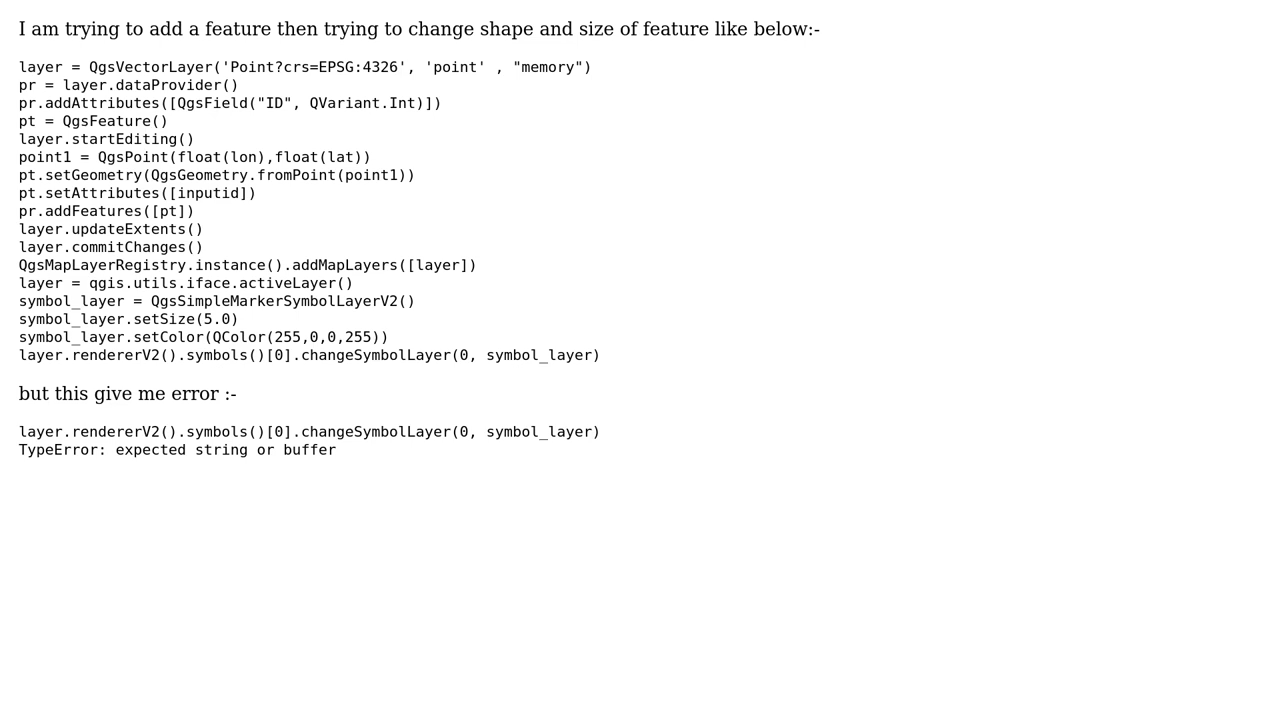 I am trying to add a feature then trying to change shape and size of feature like below:-
layer = QgsVectorLayer('Point?crs=EPSG:4326', 'point' , "memory")
pr = layer.dataProvider()
pr.addAttributes([QgsField("ID", QVariant.Int)])
pt = QgsFeature()
layer.startEditing()
point1 = QgsPoint(float(lon),float(lat))
pt.setGeometry(QgsGeometry.fromPoint(point1))
pt.setAttributes([inputid])
pr.addFeatures([pt])
layer.updateExtents()
layer.commitChanges()
QgsMapLayerRegistry.instance().addMapLayers([layer])
layer = qgis.utils.iface.activeLayer()
symbol_layer = QgsSimpleMarkerSymbolLayerV2()
symbol_layer.setSize(5.0)
symbol_layer.setColor(QColor(255,0,0,255))
layer.rendererV2().symbols()[0].changeSymbolLayer(0, symbol_layer)
but this give me error :-
layer.rendererV2().symbols()[0].changeSymbolLayer(0, symbol_layer)
TypeError: expected string or buffer